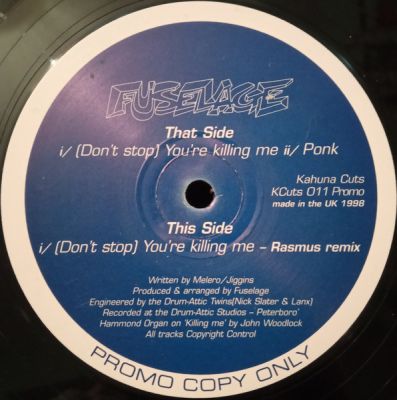 FUSELAGE
That Side
i/ (Don't stop) You're killing me ii/ Ponk
Kahuna Cuts
KCuts 011 Promo
made in the UK 1998
This Side
i/ (Don't stop) You're killing me – Rasmus remix
Written by Melero/Jiggins
Produced & arranged by Fuselage
Engineered by the Drum-Attic Twins(Nick Slater & Lanx)
Recorded at the Drum-Attic Studios – Peterboro'
Hammond Organ on 'Killing me' by John Woodlock
All tracks Copyright Control
PROMO COPY ONLY